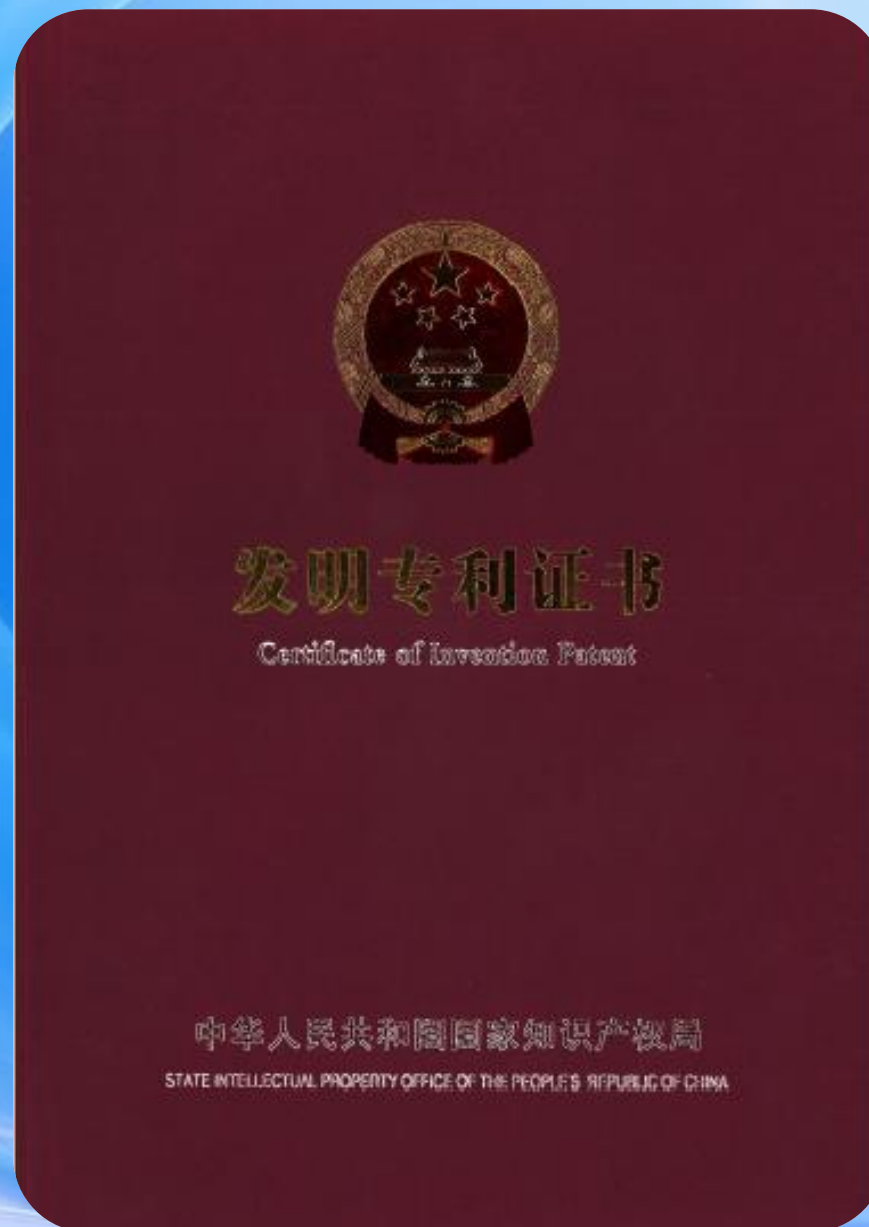 发明专利证书
Certificate of Invention Patent
中华人民共和国国家知识产权局
STATE INTELLECTUAL PROPERTY OFFICE OF THE PEOPLE'S REPUBLIC OF CHINA